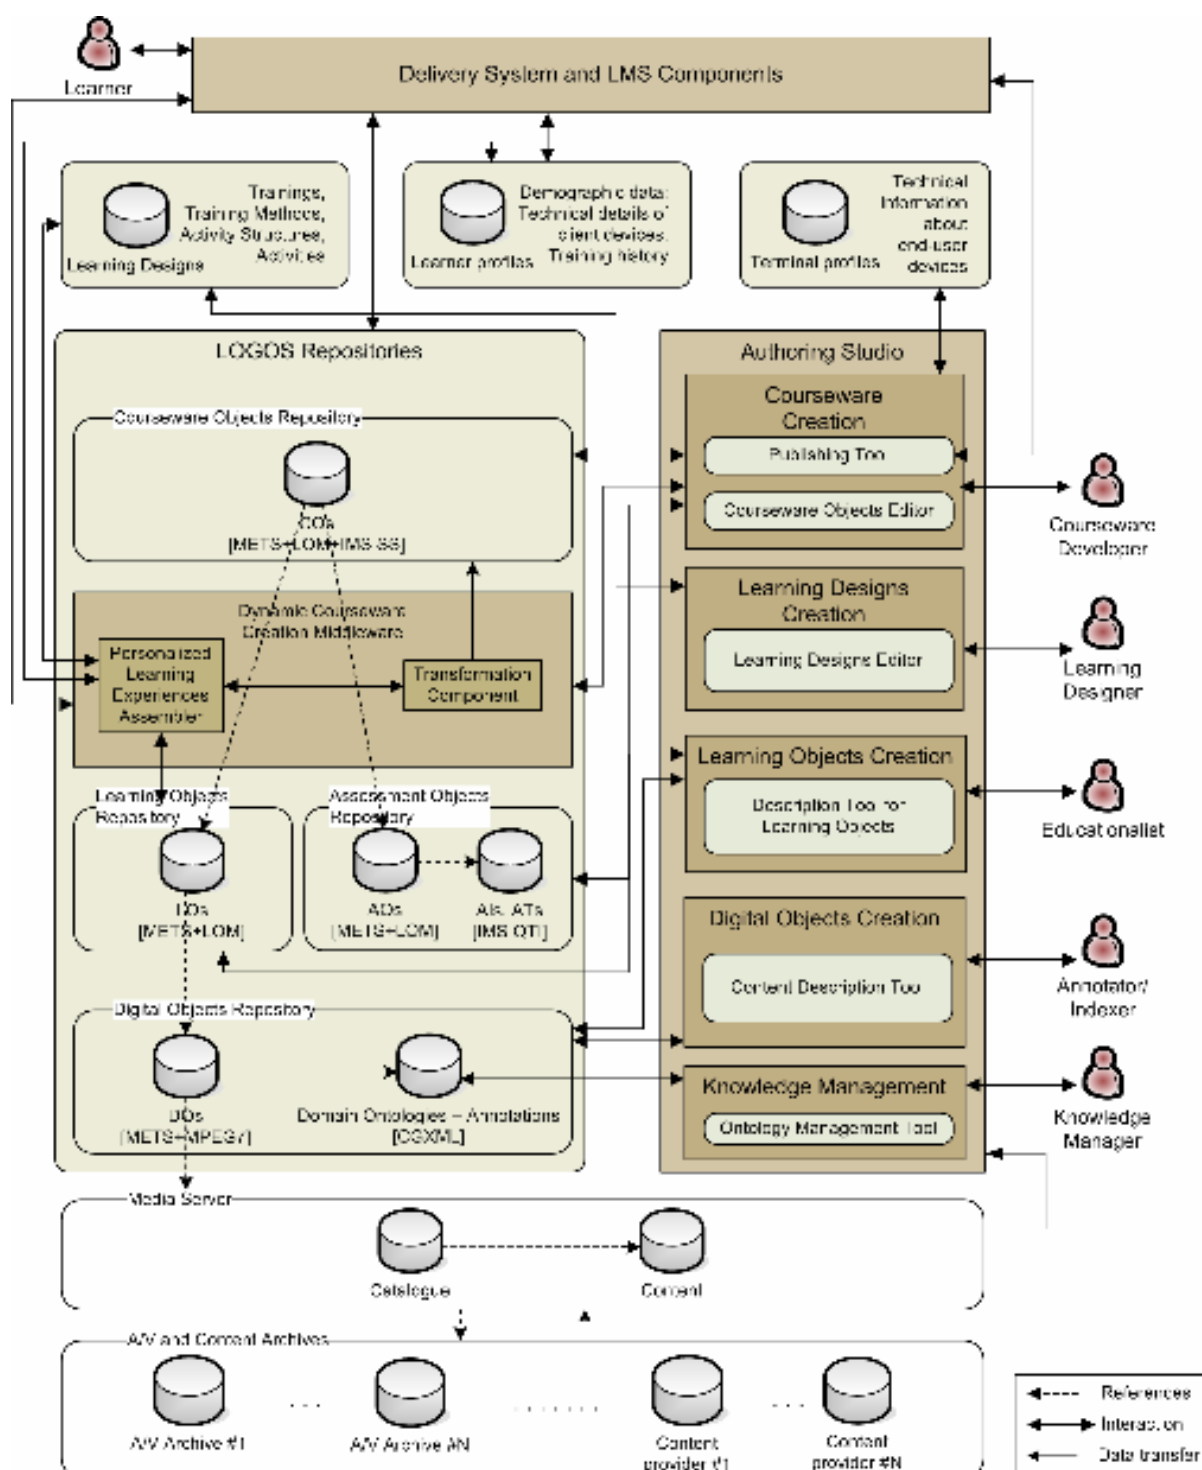 Learner
Delivery System and LMS Components
Trainings,
Training Methods,
Activity Structures,
Activities
Learning Designs
Demographic data:
Technical details of
client devices.
Training history
Learner profiles
Technical
Information
about
end-user
devices
Terminal profiles
LOGOS Repositories
Courseware Objects Repository
COs
[METS+LOM+IMS SS]
Dynamic Courseware
Creation Middleware
Personalized
Learning
Experiences
Assembler
Transformation
Component
Learning Objects
Repository
LOs
[METS+LOM]
Assessment Objects
Repository
AOs
[METS+LOM]
AIs, ATs
[IMS QTI]
Digital Objects Repository
DOs
[METS+MPEG7]
Domain Ontologies – Annotations
[CGXML]
Authoring Studio
Courseware
Creation
Publishing Tool
Courseware Objects Editor
Learning Designs
Creation
Learning Designs Editor
Learning Objects Creation
Description Tool for
Learning Objects
Digital Objects Creation
Content Description Tool
Knowledge Management
Ontology Management Tool
Courseware
Developer
Learning
Designer
Educationalist
Annotator/
Indexer
Knowledge
Manager
Media Server
Catalogue
Content
A/V and Content Archives
A/V Archive #1
A/V Archive #N
Content
provider #1
Content
provider #N
References
Interaction
Data transfer